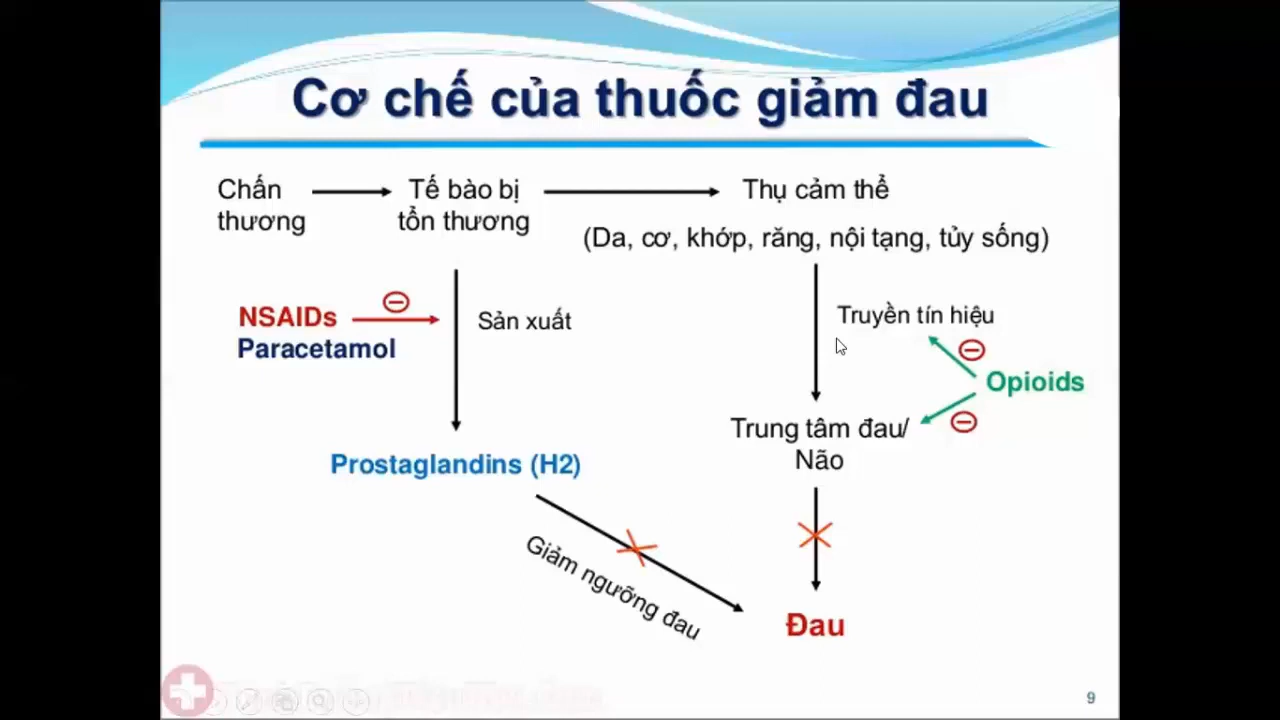 Cơ chế của thuốc giảm đau
Chấn
thương
Tế bào bị
tổn thương
Thụ cảm thể
(Da, cơ, khớp, răng, nội tạng, tủy sống)
NSAIDs
Paracetamol
Sản xuất
Truyền tín hiệu
Opioids
Trung tâm đau/
Não
Prostaglandins (H2)
Giảm ngưỡng đau
Đau
9